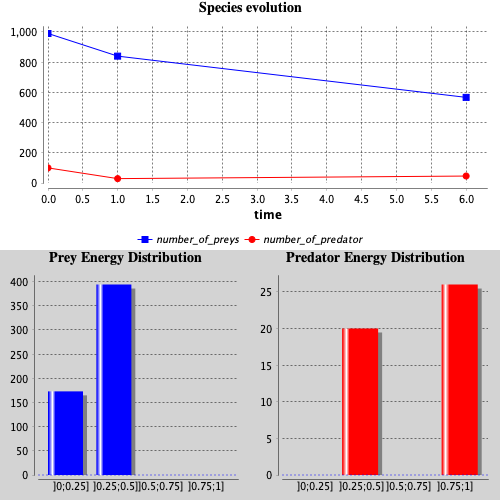 Species evolution
1,000
800
600
400
200
0
0.0 0.5 1.0 1.5 2.0 2.5 3.0 3.5 4.0 4.5 5.0 5.5 6.0
time
number_of_preys number_of_predator
Prey Energy Distribution
400
350
300
250
200
150
100
50
0
]0;0.25] ]0.25;0.5] ]0.5;0.75] ]0.75;1]
Predator Energy Distribution
25
20
15
10
5
0
]0;0.25] ]0.25;0.5] ]0.5;0.75] ]0.75;1]